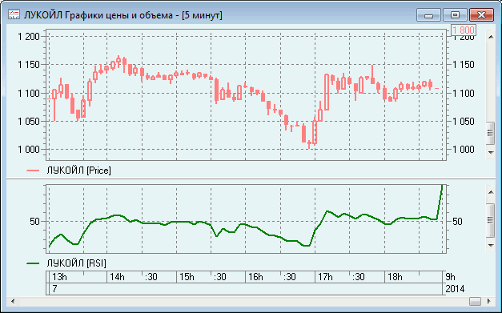 ЛУКОЙЛ Графики цены и объема - [5 минут]
1 800
1 200 1 200
1 150 1 150
1 100 1 100
1 050 1 050
1 000 1 000
ЛУКОЙЛ [Price]
50 50
ЛУКОЙЛ [RSI]
13h 14h :30 15h :30 16h :30 17h :30 18h 9h
7 2014